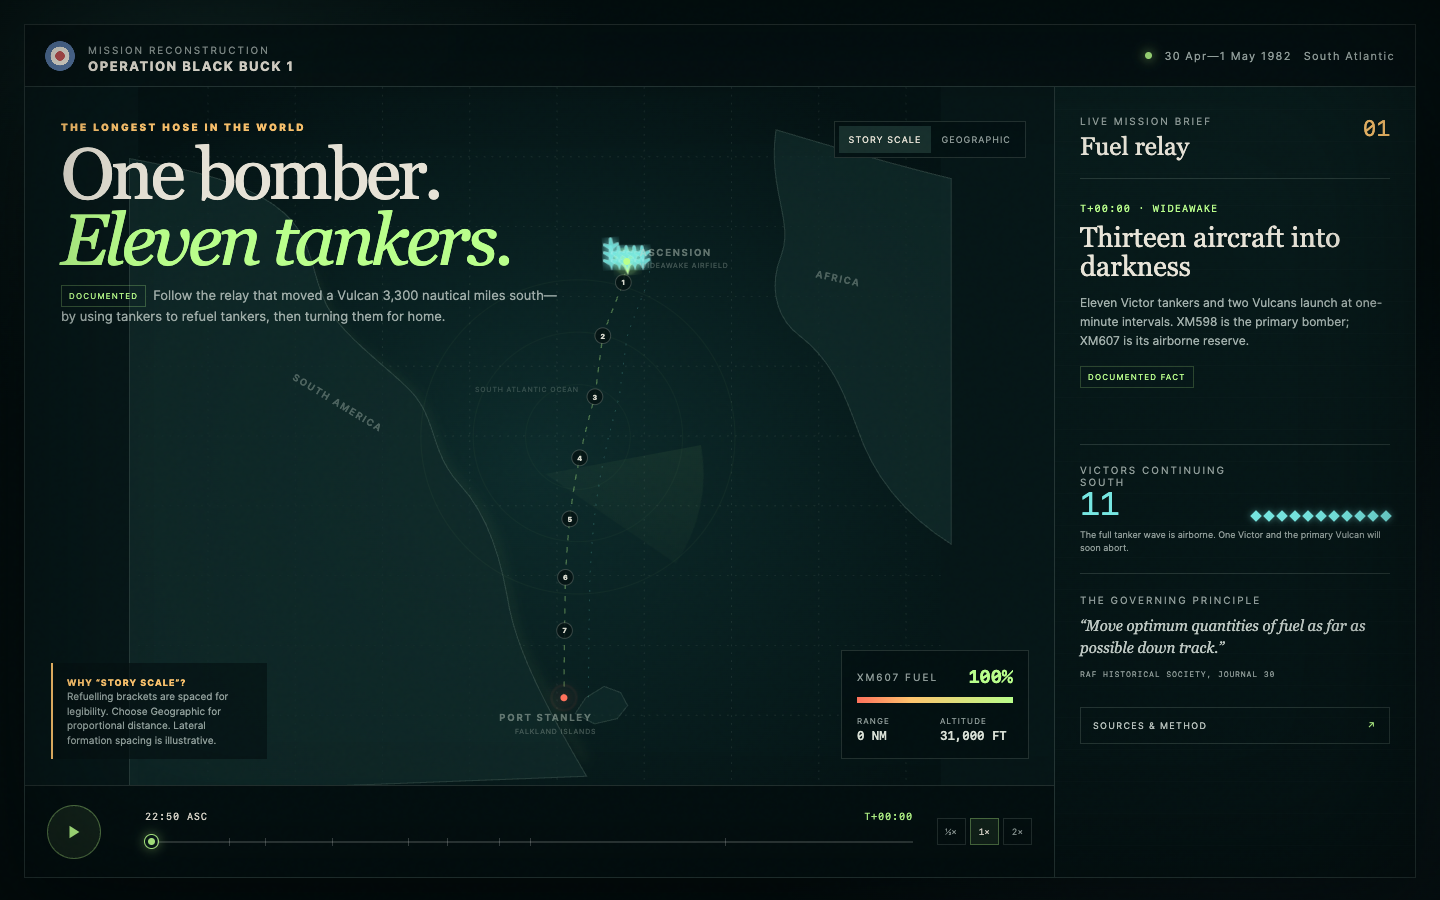 MISSION RECONSTRUCTION
OPERATION BLACK BUCK 1
30 Apr—1 May 1982 South Atlantic
THE LONGEST HOSE IN THE WORLD
One bomber.
Eleven tankers.
DOCUMENTED Follow the relay that moved a Vulcan 3,300 nautical miles south—
by using tankers to refuel tankers, then turning them for home.
STORY SCALE GEOGRAPHIC
SCENSION
IDEAWAKE AIRFIELD
AFRICA
SOUTH AMERICA
SOUTH ATLANTIC OCEAN
1
2
3
4
5
6
7
PORT STANLEY
FALKLAND ISLANDS
WHY “STORY SCALE”?
Refuelling brackets are spaced for
legibility. Choose Geographic for
proportional distance. Lateral
formation spacing is illustrative.
XM607 FUEL 100%
RANGE ALTITUDE
0 NM 31,000 FT
22:50 ASC T+00:00
½× 1× 2×
LIVE MISSION BRIEF
Fuel relay
01
T+00:00 · WIDEAWAKE
Thirteen aircraft into
darkness
Eleven Victor tankers and two Vulcans launch at one-
minute intervals. XM598 is the primary bomber;
XM607 is its airborne reserve.
DOCUMENTED FACT
VICTORS CONTINUING
SOUTH
11
The full tanker wave is airborne. One Victor and the primary Vulcan will
soon abort.
THE GOVERNING PRINCIPLE
“Move optimum quantities of fuel as far as
possible down track.”
RAF HISTORICAL SOCIETY, JOURNAL 30
SOURCES & METHOD ↗